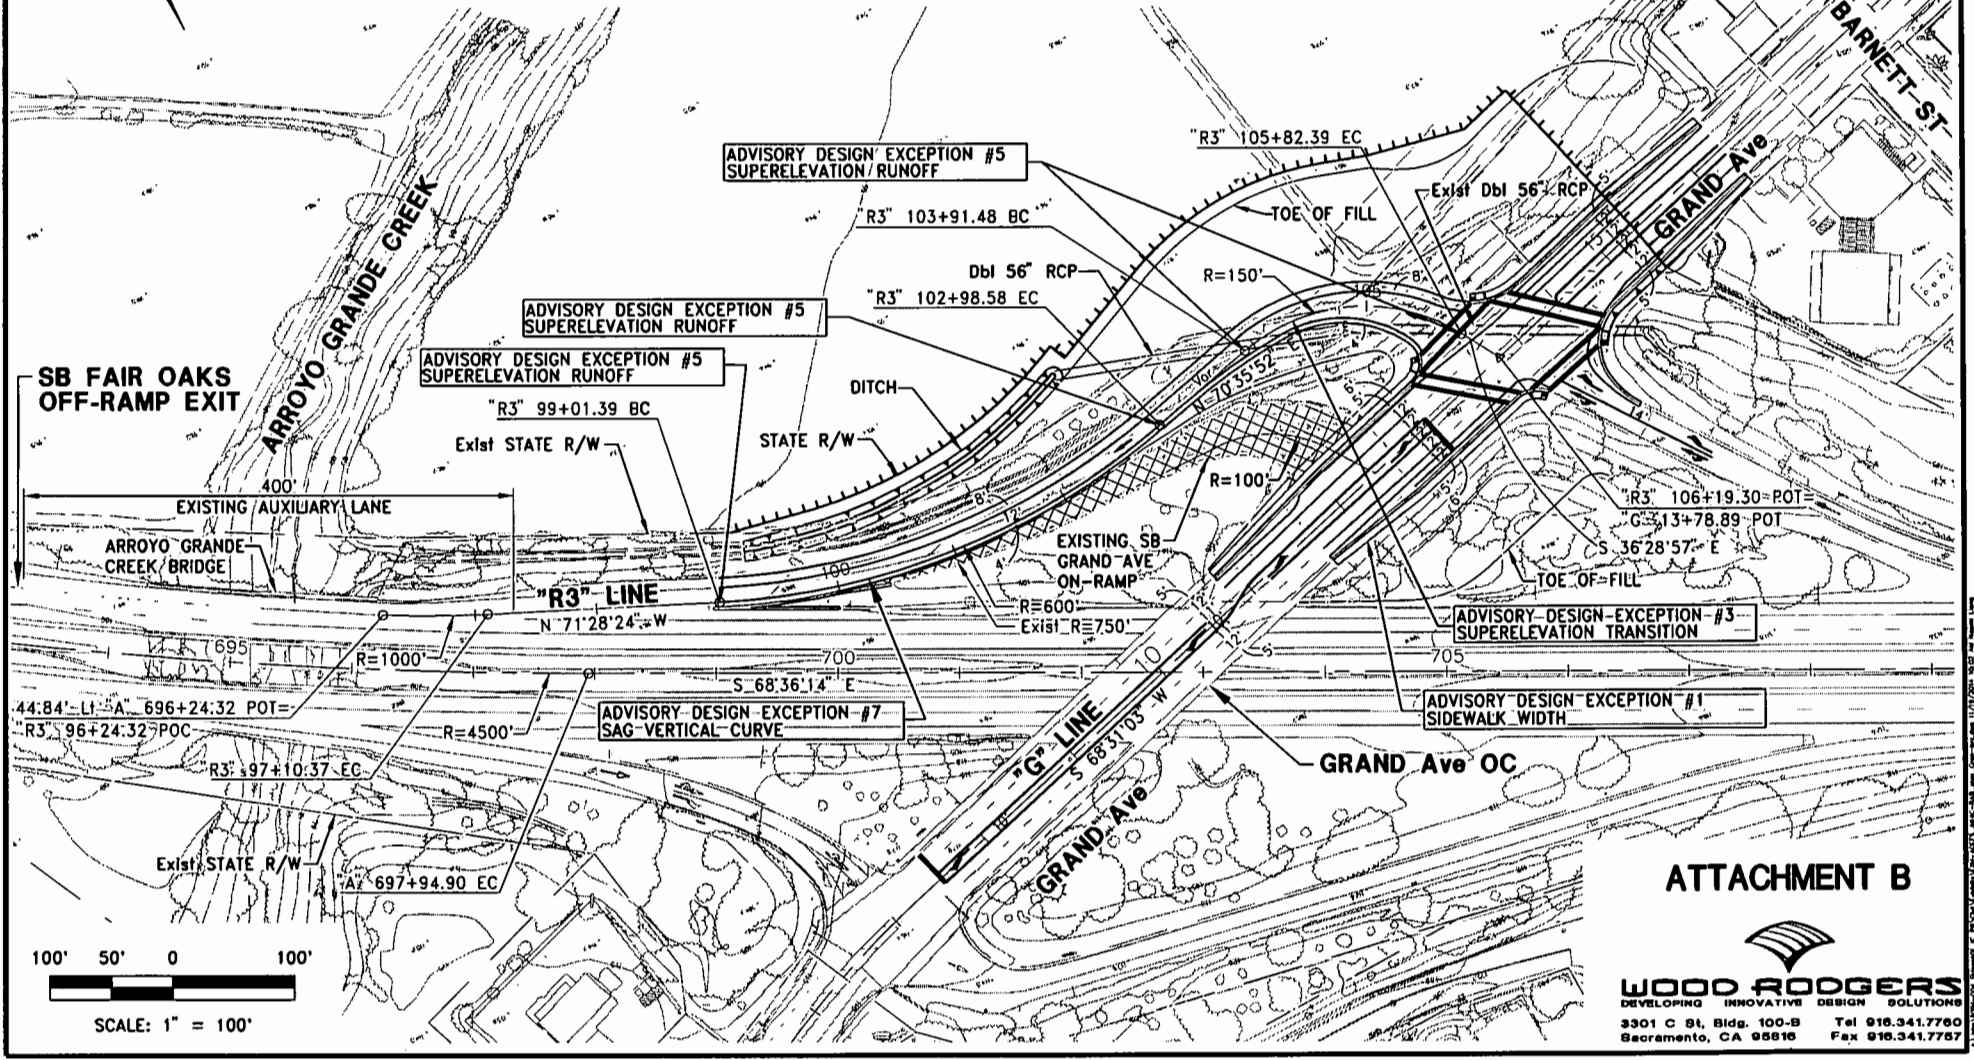 BARNETT ST
"R3" 105+82.39 EC
GRAND Ave
ADVISORY DESIGN EXCEPTION #5
SUPERELEVATION RUNOFF
Exist Dbl 56" RCP
"R3" 103+91.48 BC
TOE OF FILL
ARROYO GRANDE CREEK
Dbl 56" RCP
R=150'
105
8'
"R3" 102+98.58 EC
ADVISORY DESIGN EXCEPTION #5
SUPERELEVATION RUNOFF
ADVISORY DESIGN EXCEPTION #5
SUPERELEVATION RUNOFF
SB FAIR OAKS
OFF-RAMP EXIT
DITCH
N 70°35'52"
"R3" 99+01.39 BC
Exist STATE R/W
STATE R/W
R=100'
400'
EXISTING AUXILIARY LANE
"R3" 106+19.30 POT=
"G" 13+78.89 POT
S 36°28'57" E
8'
12'
ARROYO GRANDE
CREEK BRIDGE
EXISTING SB
GRAND AVE
ON-RAMP
TOE OF FILL
100
4'
"R3" LINE
N 71°28'24" W
R=600'
Exist R=750'
ADVISORY DESIGN EXCEPTION #3
SUPERELEVATION TRANSITION
12'
12'
5'
695
R=1000'
700
705
10
S 68°36'14" E
44.84' Lt "A" 696+24.32 POT=
"R3" 96+24.32 POC
R=4500'
ADVISORY DESIGN EXCEPTION #7
SAG VERTICAL CURVE
ADVISORY DESIGN EXCEPTION #1
SIDEWALK WIDTH
"G" LINE
S 68°31'03" W
GRAND Ave OC
"R3" 97+10.37 EC
GRAND Ave
Exist STATE R/W
"A" 697+94.90 EC
ATTACHMENT B
100' 50' 0 100'
SCALE: 1" = 100'
WOOD RODGERS
DEVELOPING INNOVATIVE DESIGN SOLUTIONS
3301 C St, Bldg. 100-B Tel 916.341.7760
Sacramento, CA 95816 Fax 916.341.7767